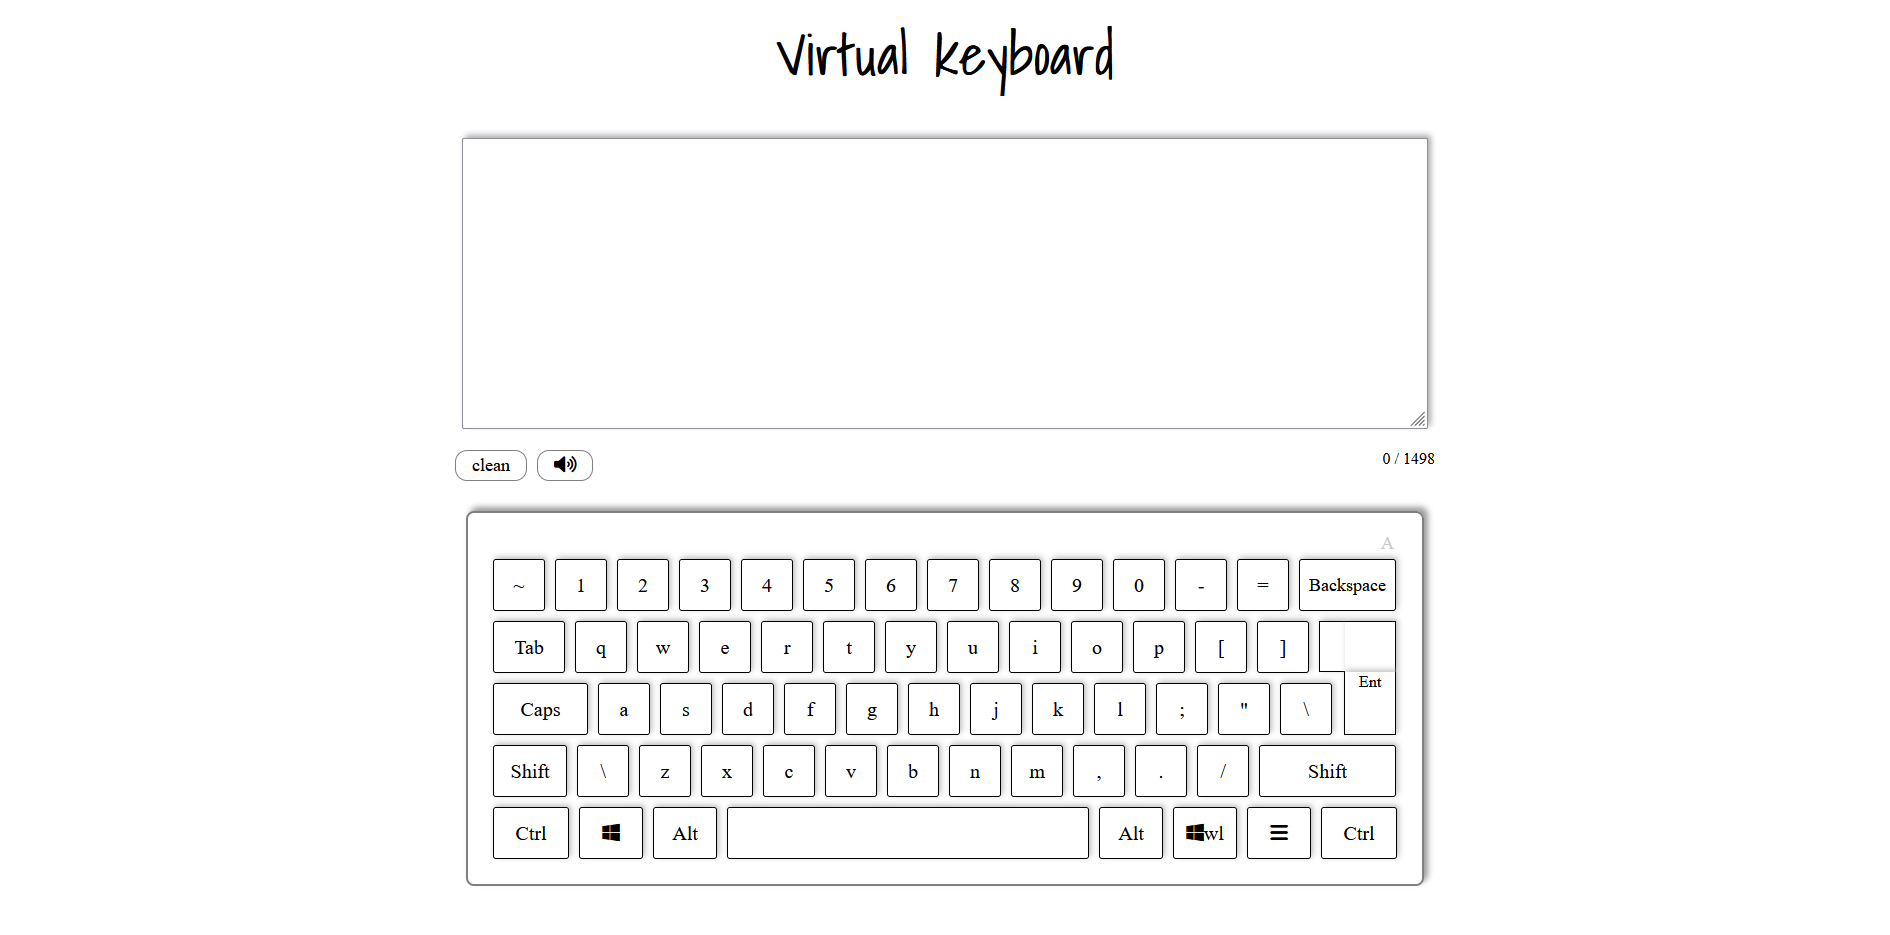 Virtual keyboard
clean
0 / 1498
A
~ 1 2 3 4 5 6 7 8 9 0 - = Backspace
Tab q w e r t y u i o p [ ]
Ent
Caps a s d f g h j k l ; " \
Shift \ z x c v b n m , . / Shift
Ctrl Alt Alt wl Ctrl